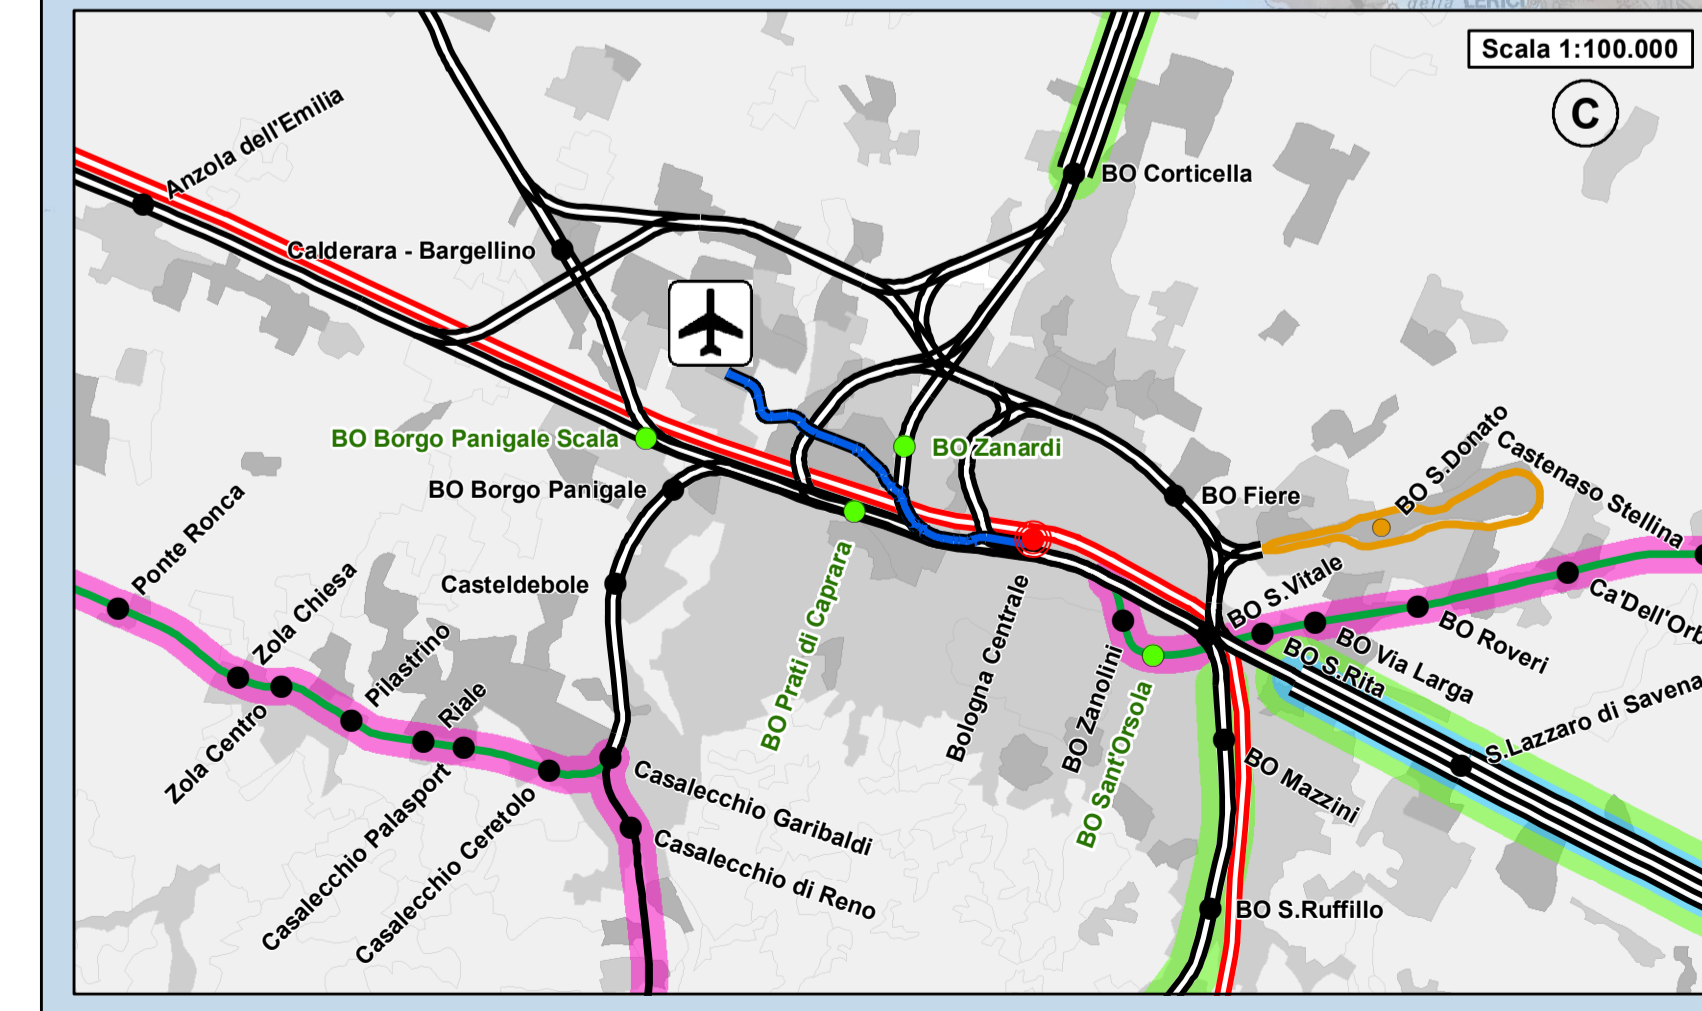 della LERICI
Scala 1:100.000
C
Anzola dell'Emilia
BO Corticella
Calderara - Bargellino
BO Borgo Panigale Scala
BO Zanardi
BO Borgo Panigale
BO Fiere
BO S.Donato
Castenaso Stellina
Ponte Ronca
Casteldebole
Zola Chiesa
BO Prati di Caprara
Bologna Centrale
BO S.Vitale
Ca'Dell'Orb
BO Roveri
BO Via Larga
BO S.Rita
Pilastrino
Riale
BO Zanolini
BO Sant'Orsola
S.Lazzaro di Savena
Zola Centro
BO Mazzini
Casalecchio Garibaldi
Casalecchio Palasport
Casalecchio Ceretolo
Casalecchio di Reno
BO S.Ruffillo